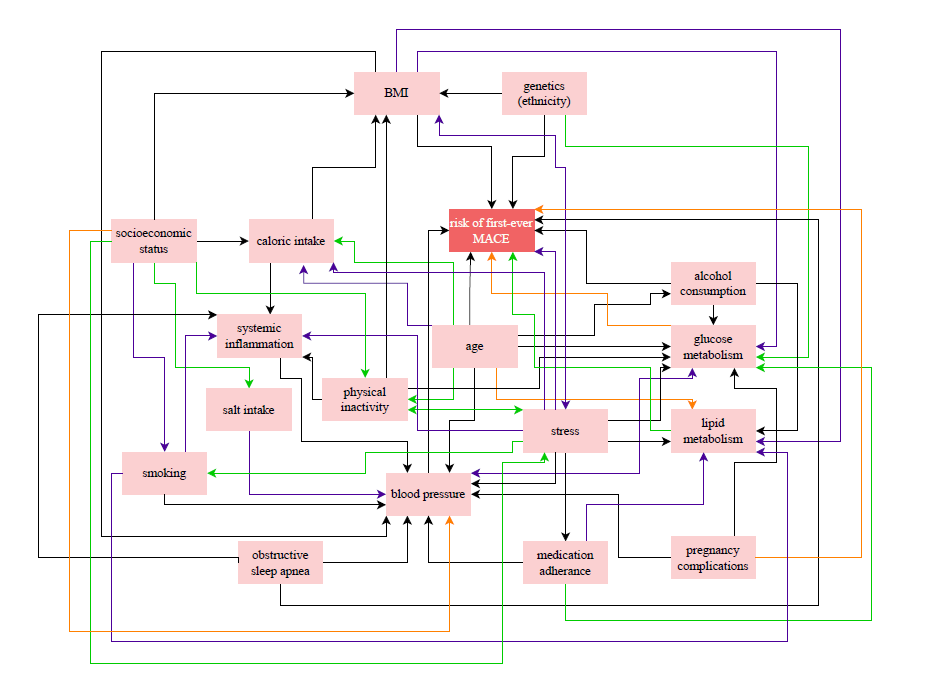 BMI
genetics
(ethnicity)
socioeconomic
status
caloric intake
risk of first-ever
MACE
alcohol
consumption
systemic
inflammation
age
glucose
metabolism
physical
inactivity
salt intake
stress
lipid
metabolism
smoking
blood pressure
obstructive
sleep apnea
medication
adherance
pregnancy
complications